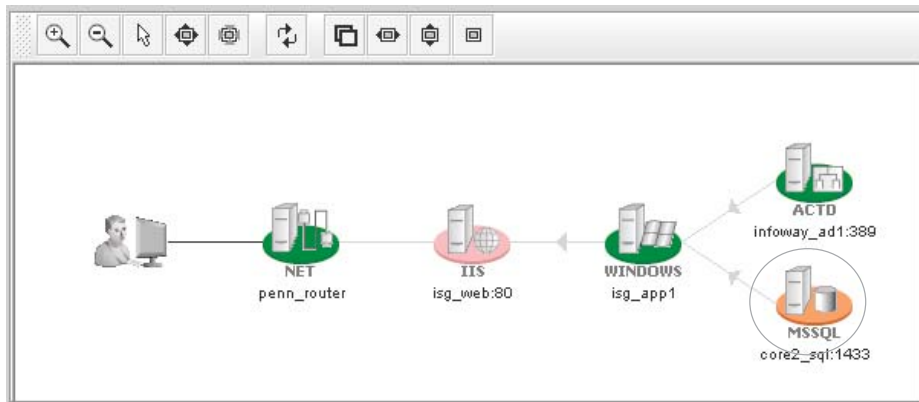 ACTD
infoway_ad1:389
NET
penn_router
IIS
isg_web:80
WINDOWS
isg_app1
MSSQL
core2_sql:1433